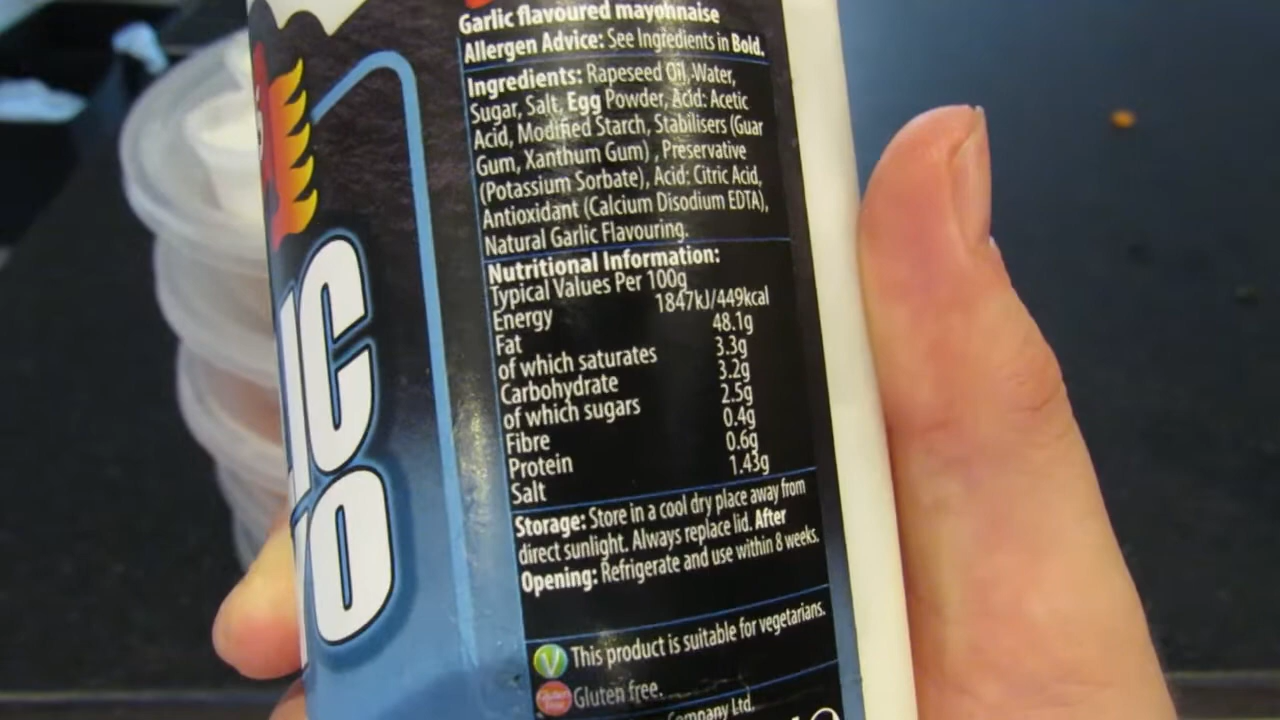 Garlic flavoured mayohnaise
Allergen Advice: See Ingredients in Bold.
Ingredients: Rapeseed Oil, Water,
Sugar, Salt, Egg Powder, Acid: Acetic
Acid, Modified Starch, Stabilisers (Guar
Gum, Xanthum Gum) , Preservative
(Potassium Sorbate), Acid: Citric Acid,
Antioxidant (Calcium Disodium EDTA),
Natural Garlic Flavouring.
Nutritional Information:
Typical Values Per 100g
Energy 1847kJ/449kcal
Fat 48.1g
of which saturates 3.3g
Carbohydrate 3.2g
of which sugars 2.5g
Fibre 0.4g
Protein 0.6g
Salt 1.43g
Storage: Store in a cool dry place away from
direct sunlight. Always replace lid. After
Opening: Refrigerate and use within 8 weeks.
V This product is suitable for vegetarians.
Gluten free.
Company Ltd.
IC
YO